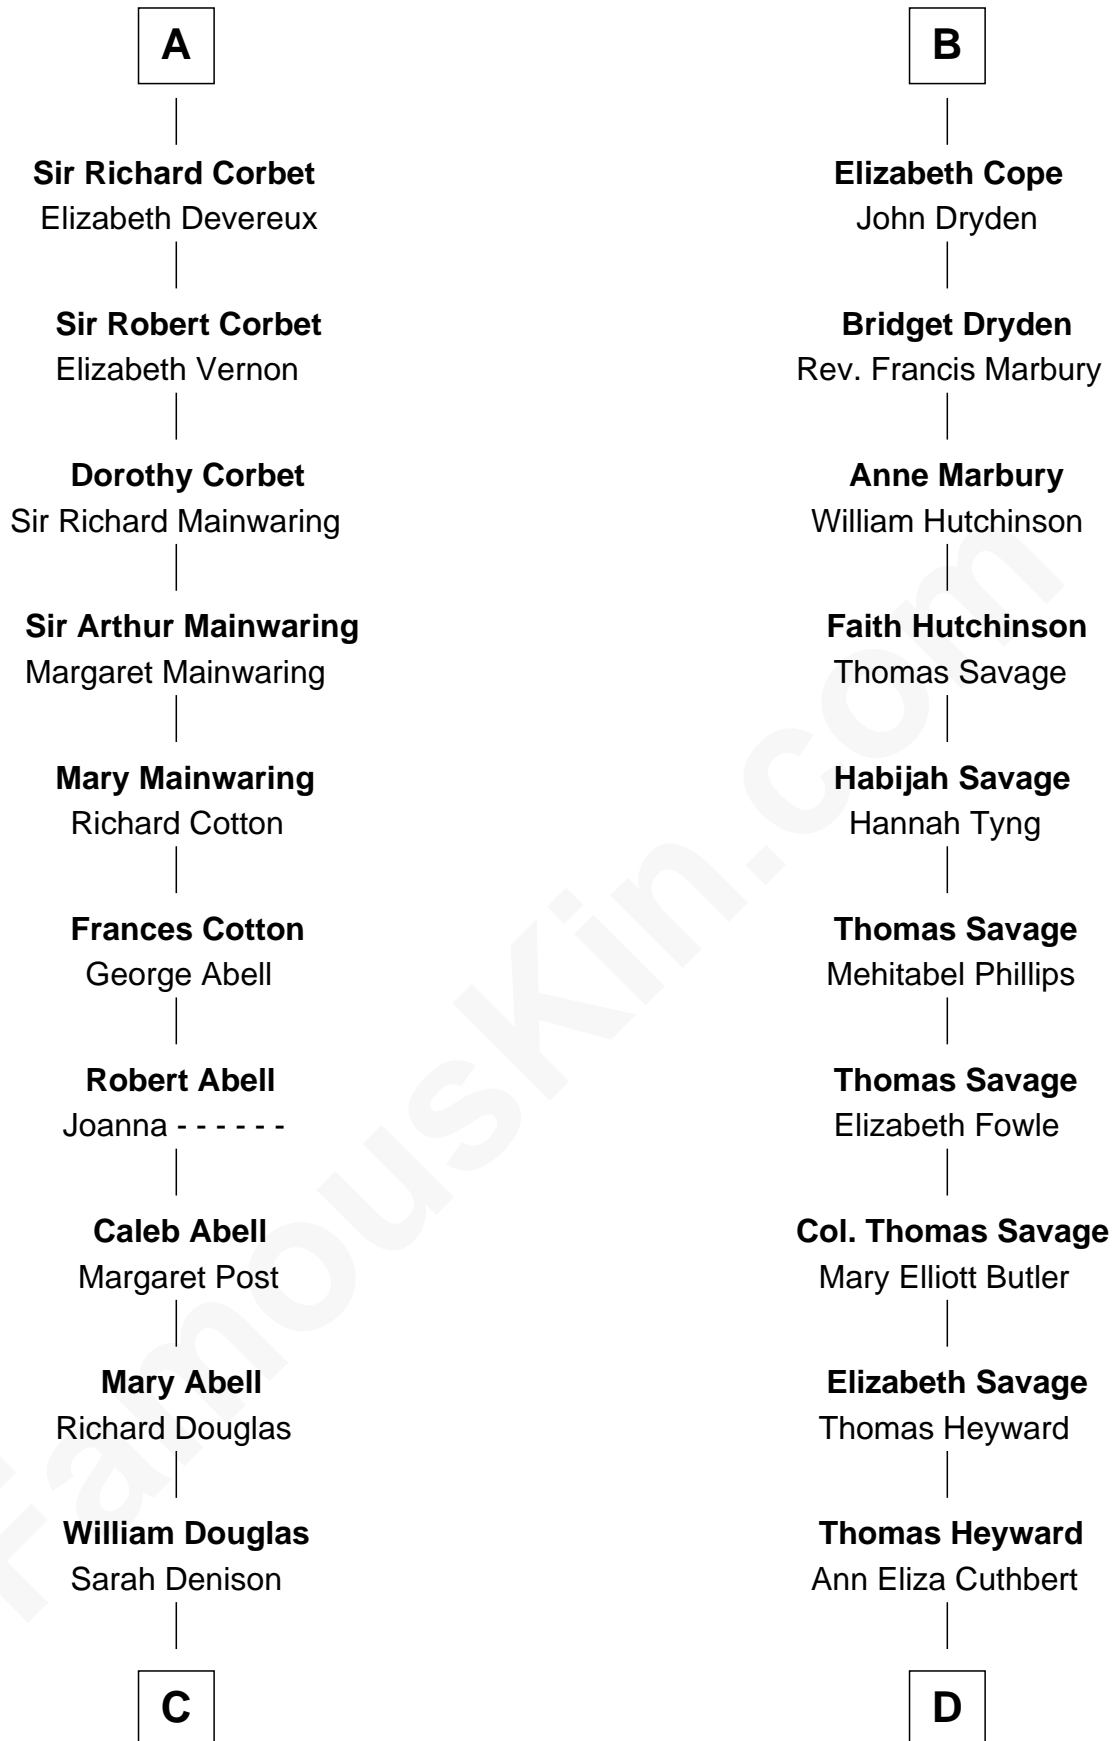 A
Sir Richard Corbet
Elizabeth Devereux
Sir Robert Corbet
Elizabeth Vernon
Dorothy Corbet
Sir Richard Mainwaring
Sir Arthur Mainwaring
Margaret Mainwaring
Mary Mainwaring
Richard Cotton
Frances Cotton
George Abell
Robert Abell
Joanna - - - - - -
Caleb Abell
Margaret Post
Mary Abell
Richard Douglas
William Douglas
Sarah Denison
C
B
Elizabeth Cope
John Dryden
Bridget Dryden
Rev. Francis Marbury
Anne Marbury
William Hutchinson
Faith Hutchinson
Thomas Savage
Habijah Savage
Hannah Tyng
Thomas Savage
Mehitabel Phillips
Thomas Savage
Elizabeth Fowle
Col. Thomas Savage
Mary Elliott Butler
Elizabeth Savage
Thomas Heyward
Thomas Heyward
Ann Eliza Cuthbert
D
FamousKin.com